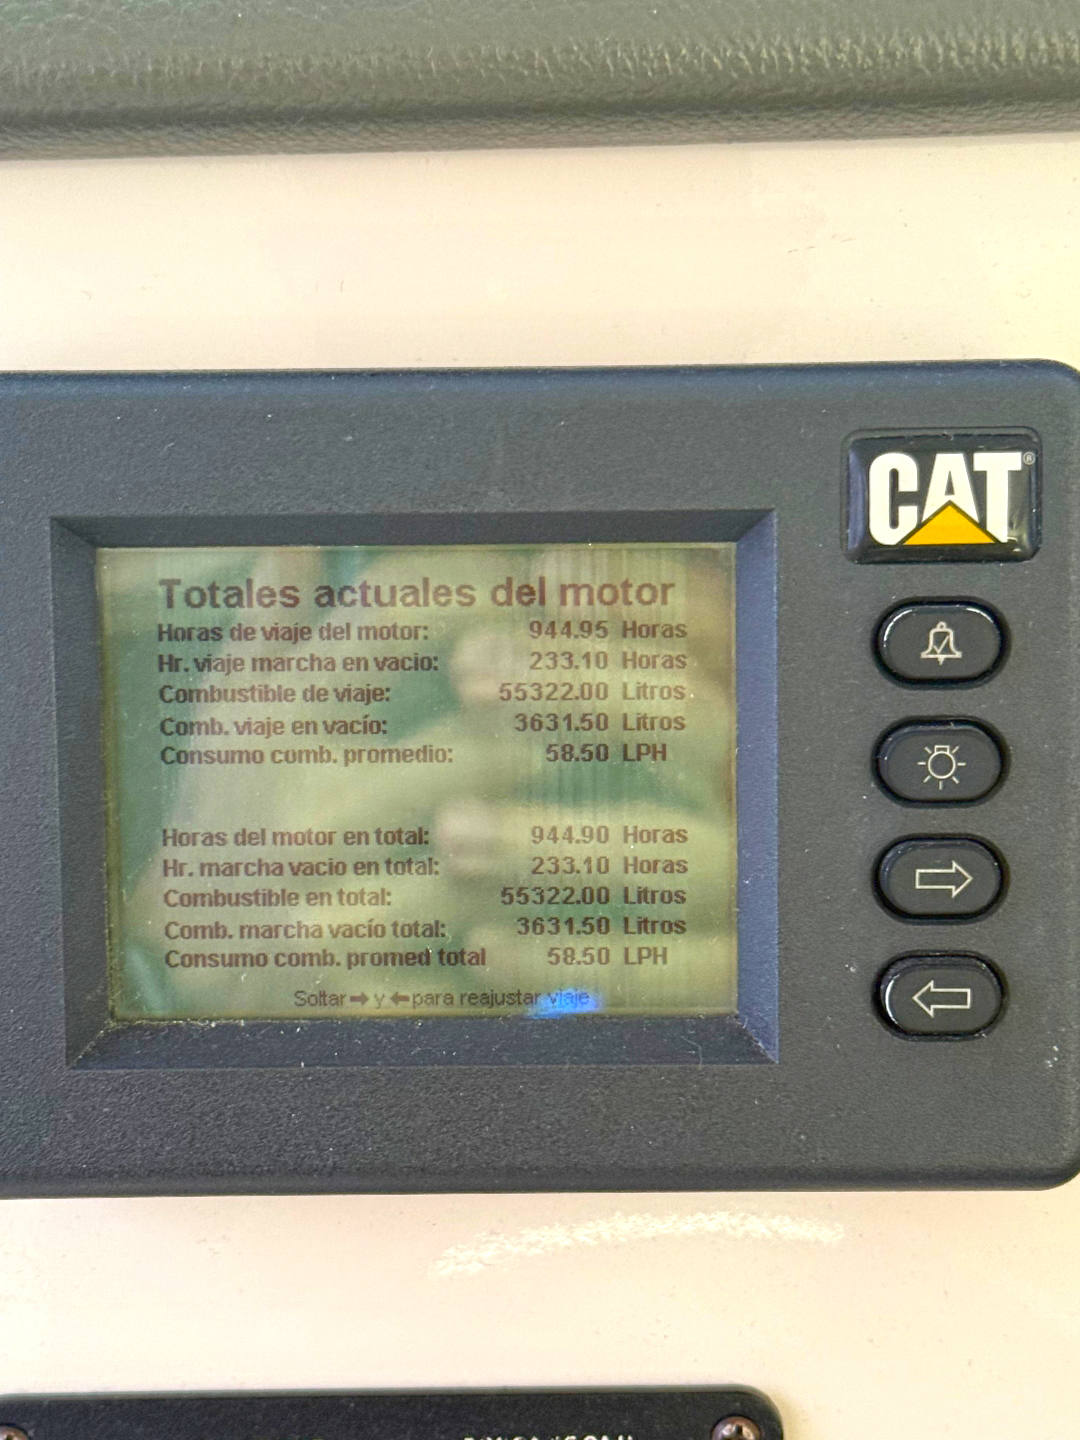 CAT®
Totales actuales del motor
Horas de viaje del motor: 944.95 Horas
Hr. viaje marcha en vacio: 233.10 Horas
Combustible de viaje: 55322.00 Litros
Comb. viaje en vacío: 3631.50 Litros
Consumo comb. promedio: 58.50 LPH
Horas del motor en total: 944.90 Horas
Hr. marcha vacio en total: 233.10 Horas
Combustible en total: 55322.00 Litros
Comb. marcha vacío total: 3631.50 Litros
Consumo comb. promed total 58.50 LPH
Soltar ➡ y ⬅ para reajustar viaje